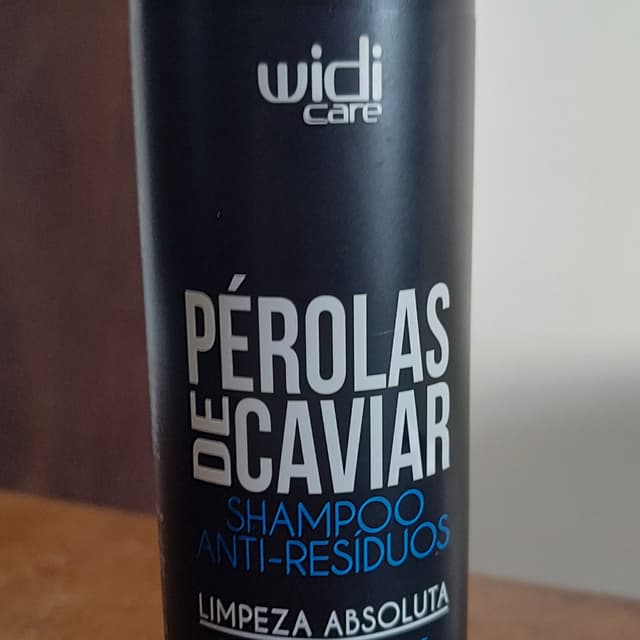 widi
care
PÉROLAS
DE CAVIAR
SHAMPOO
ANTI-RESÍDUOS
LIMPEZA ABSOLUTA